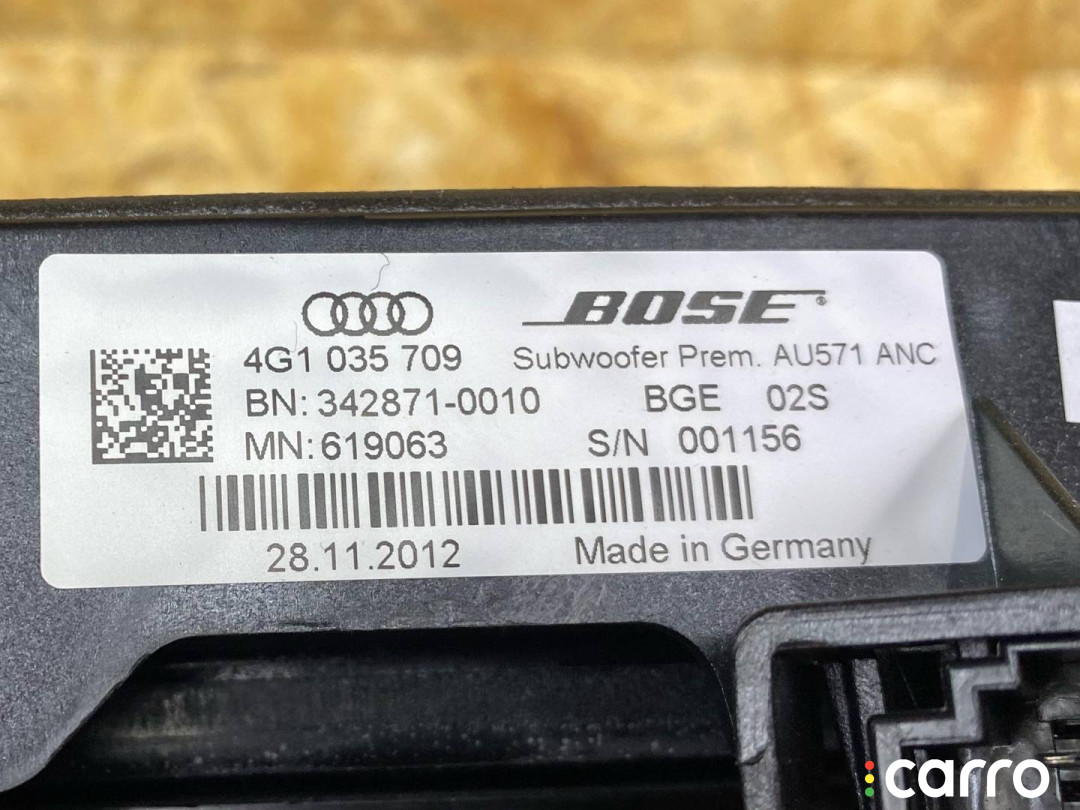 BOSE®
4G1 035 709 Subwoofer Prem. AU571 ANC
BN: 342871-0010 BGE 02S
MN: 619063 S/N 001156
28.11.2012 Made in Germany
carro